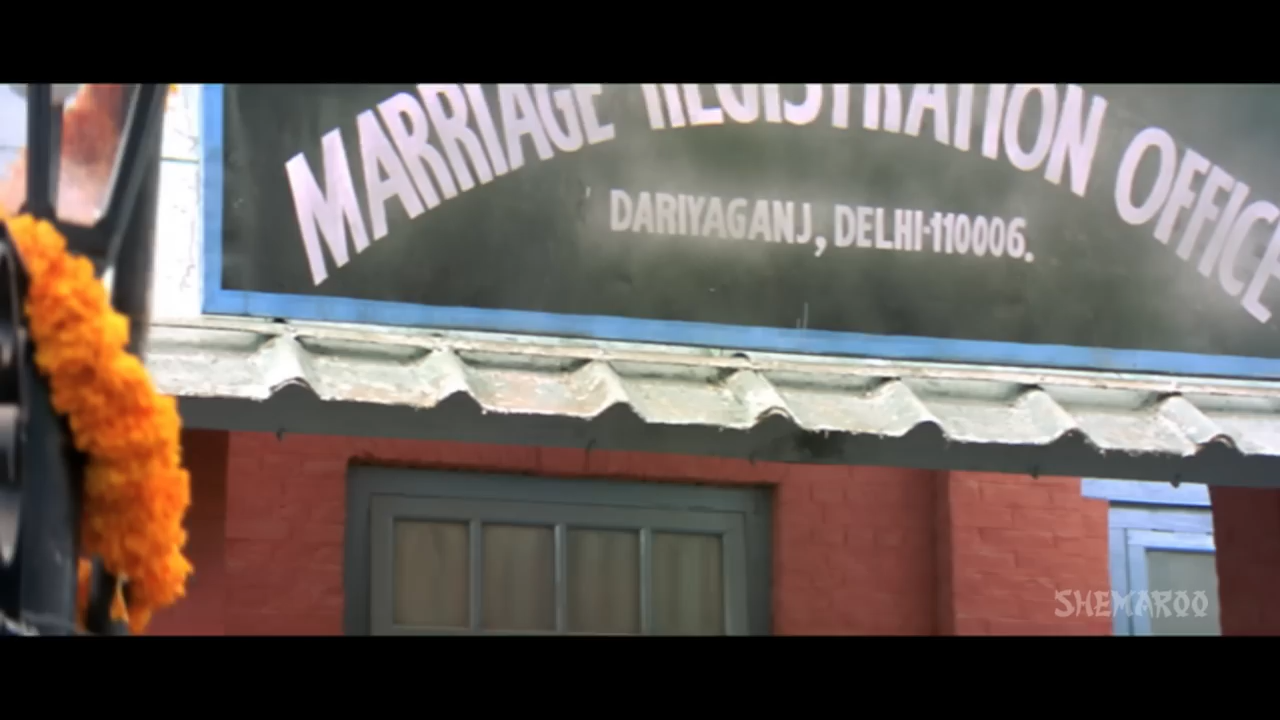 MARRIAGE REGISTRATION OFFICE
DARIYAGANJ, DELHI-110006.
SHEMAROO